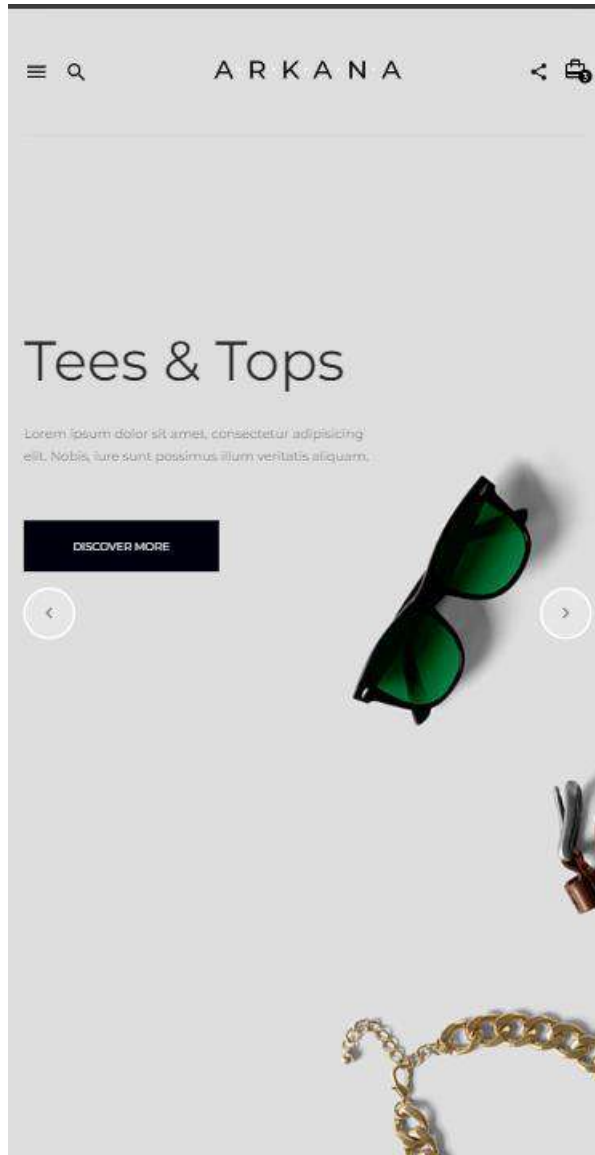 A R K A N A
3
Tees & Tops
Lorem ipsum dolor sit amet, consectetur adipisicing
elit. Nobis, iure sunt possimus illum veritatis aliquam.
DISCOVER MORE